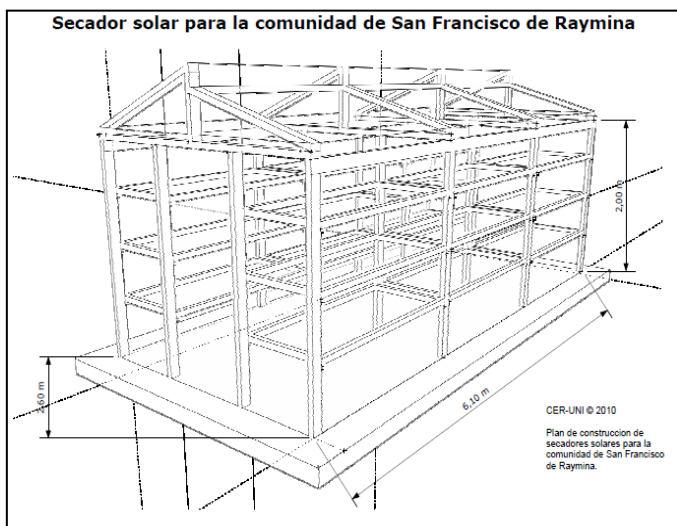 Secador solar para la comunidad de San Francisco de Raymina
2,00 m
2,60 m
6,10 m
CER-UNI © 2010
Plan de construccion de
secadores solares para la
comunidad de San Francisco
de Raymina.